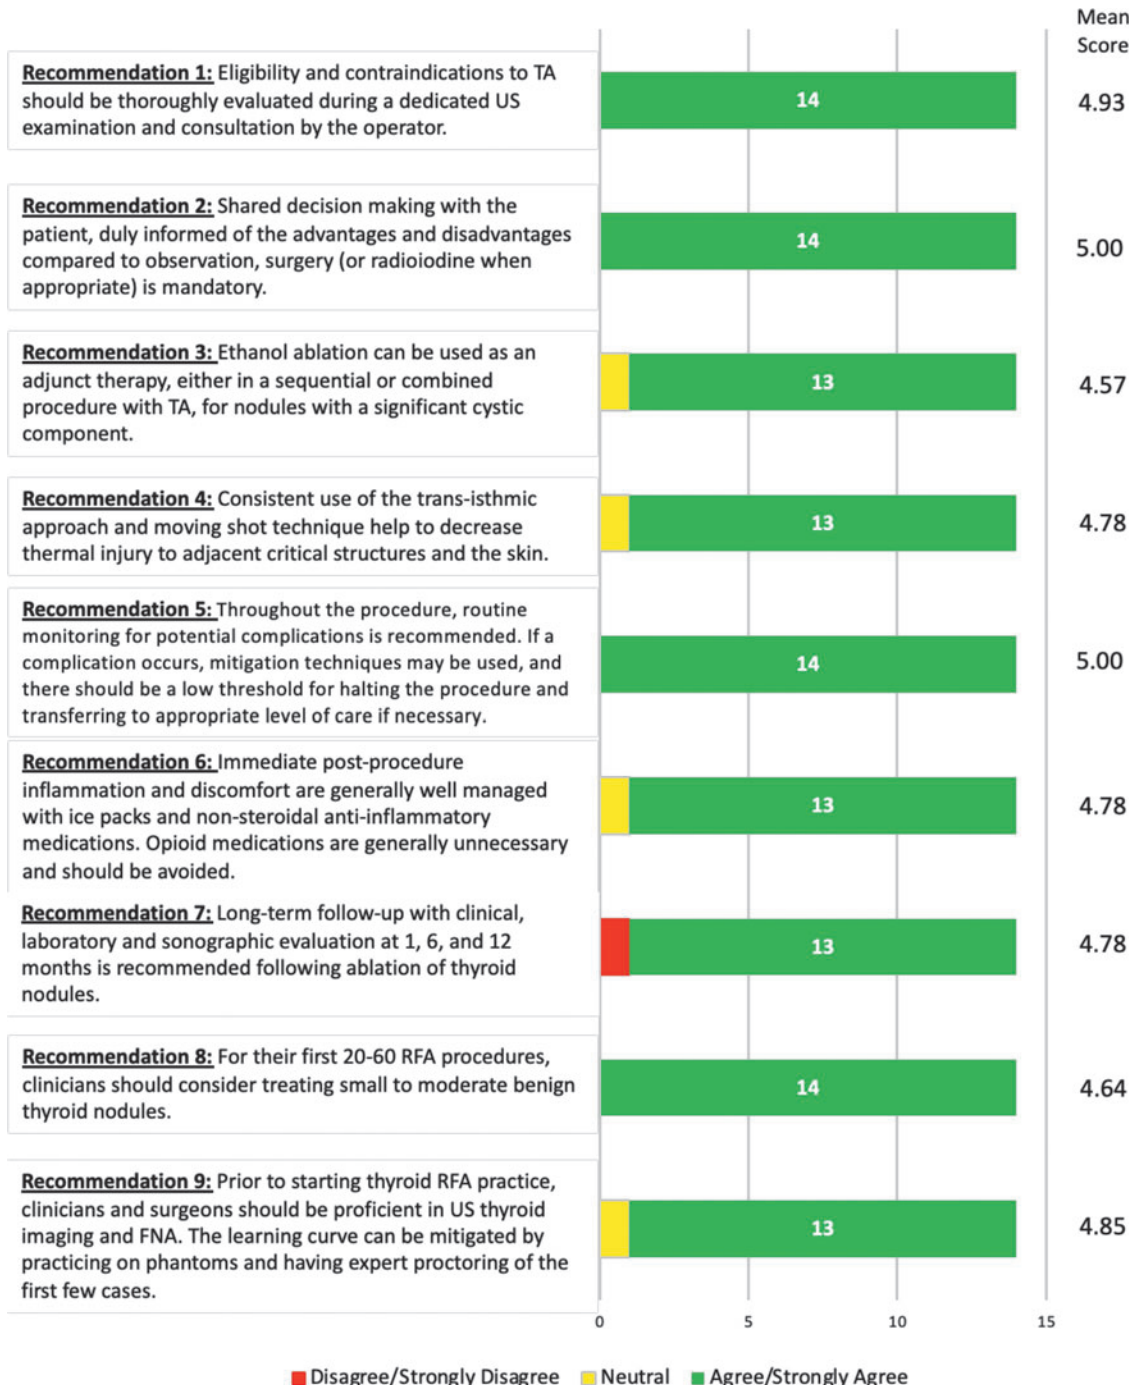 Mean
Score
Recommendation 1: Eligibility and contraindications to TA
should be thoroughly evaluated during a dedicated US
examination and consultation by the operator.
14
4.93
Recommendation 2: Shared decision making with the
patient, duly informed of the advantages and disadvantages
compared to observation, surgery (or radioiodine when
appropriate) is mandatory.
14
5.00
Recommendation 3: Ethanol ablation can be used as an
adjunct therapy, either in a sequential or combined
procedure with TA, for nodules with a significant cystic
component.
13
4.57
Recommendation 4: Consistent use of the trans-isthmic
approach and moving shot technique help to decrease
thermal injury to adjacent critical structures and the skin.
13
4.78
Recommendation 5: Throughout the procedure, routine
monitoring for potential complications is recommended. If a
complication occurs, mitigation techniques may be used, and
there should be a low threshold for halting the procedure and
transferring to appropriate level of care if necessary.
14
5.00
Recommendation 6: Immediate post-procedure
inflammation and discomfort are generally well managed
with ice packs and non-steroidal anti-inflammatory
medications. Opioid medications are generally unnecessary
and should be avoided.
13
4.78
Recommendation 7: Long-term follow-up with clinical,
laboratory and sonographic evaluation at 1, 6, and 12
months is recommended following ablation of thyroid
nodules.
13
4.78
Recommendation 8: For their first 20-60 RFA procedures,
clinicians should consider treating small to moderate benign
thyroid nodules.
14
4.64
Recommendation 9: Prior to starting thyroid RFA practice,
clinicians and surgeons should be proficient in US thyroid
imaging and FNA. The learning curve can be mitigated by
practicing on phantoms and having expert proctoring of the
first few cases.
13
4.85
0 5 10 15
Disagree/Strongly Disagree Neutral Agree/Strongly Agree